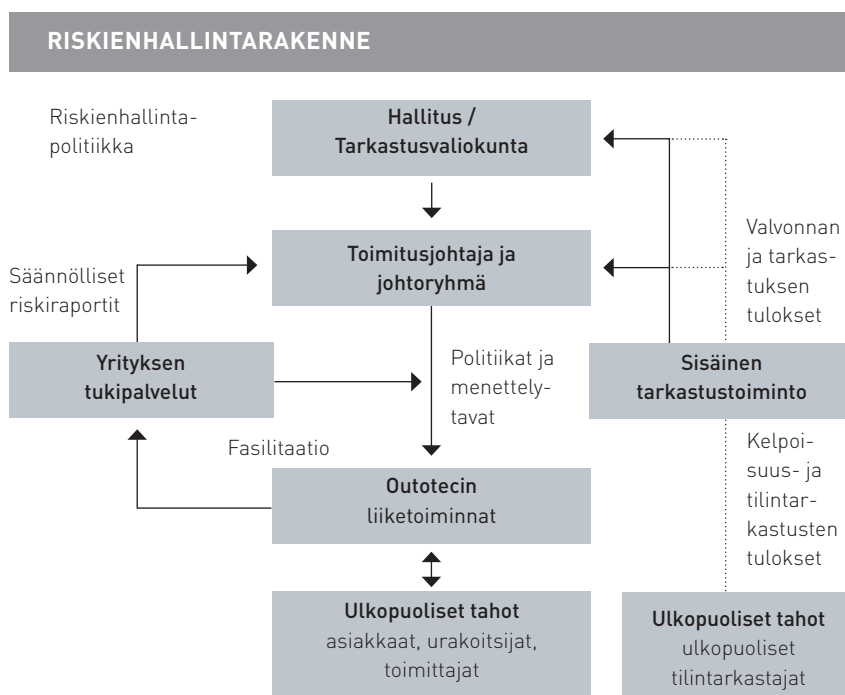 RISKIENHALLINTARAKENNE
Riskienhallinta-
politiikka
Hallitus /
Tarkastusvaliokunta
Toimitusjohtaja ja
johtoryhmä
Valvonnan
ja tarkas-
tuksen
tulokset
Säännölliset
riskiraportit
Yrityksen
tukipalvelut
Politiikat ja
menettely-
tavat
Sisäinen
tarkastustoiminto
Fasilitaatio
Kelpoi-
suus- ja
tilintar-
kastusten
tulokset
Outotecin
liiketoiminnat
Ulkopuoliset tahot
asiakkaat, urakoitsijat,
toimittajat
Ulkopuoliset tahot
ulkopuoliset
tilintarkastajat